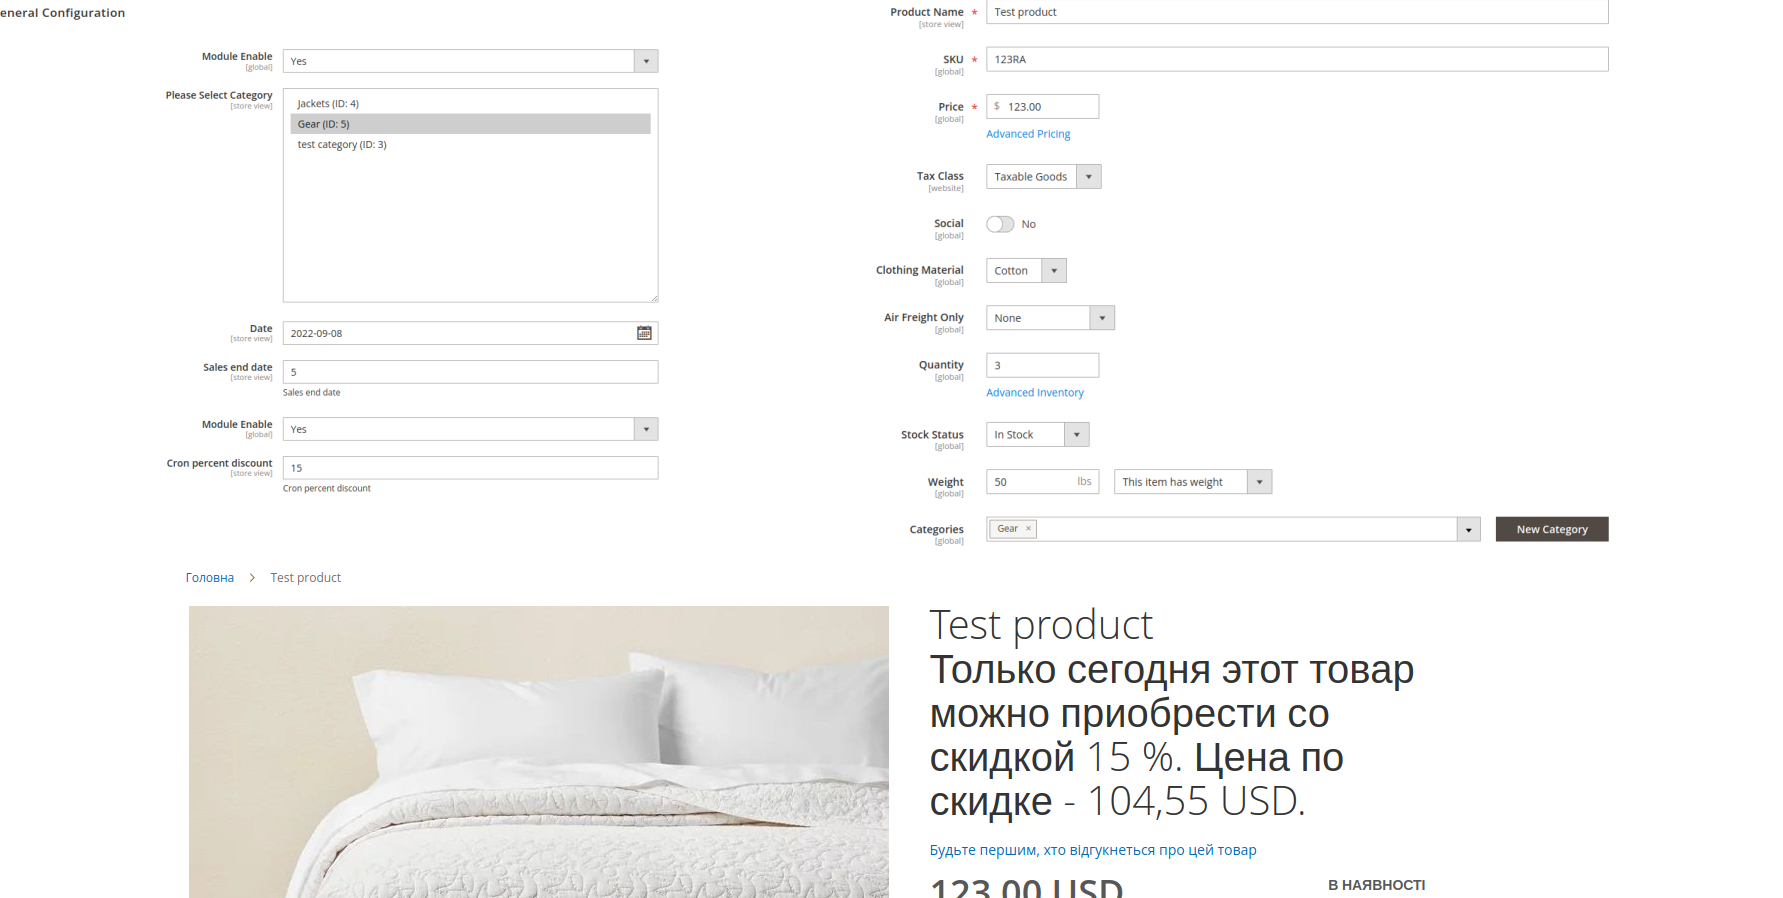 eneral Configuration
Module Enable
[global]
Yes
Please Select Category
[store view]
Jackets (ID: 4)
Gear (ID: 5)
test category (ID: 3)
Date
[store view]
2022-09-08
Sales end date
[store view]
5
Sales end date
Module Enable
[global]
Yes
Cron percent discount
[store view]
15
Cron percent discount
Product Name *
[store view]
Test product
SKU *
[global]
123RA
Price *
[global]
$ 123.00
Advanced Pricing
Tax Class
[website]
Taxable Goods
Social
[global]
No
Clothing Material
[global]
Cotton
Air Freight Only
[global]
None
Quantity
[global]
3
Advanced Inventory
Stock Status
[global]
In Stock
Weight
[global]
50 lbs
This item has weight
Categories
[global]
Gear ×
New Category
Головна > Test product
Test product
Только сегодня этот товар
можно приобрести со
скидкой 15 %. Цена по
скидке - 104,55 USD.
Будьте першим, хто відгукнеться про цей товар
123,00 USD
В НАЯВНОСТІ